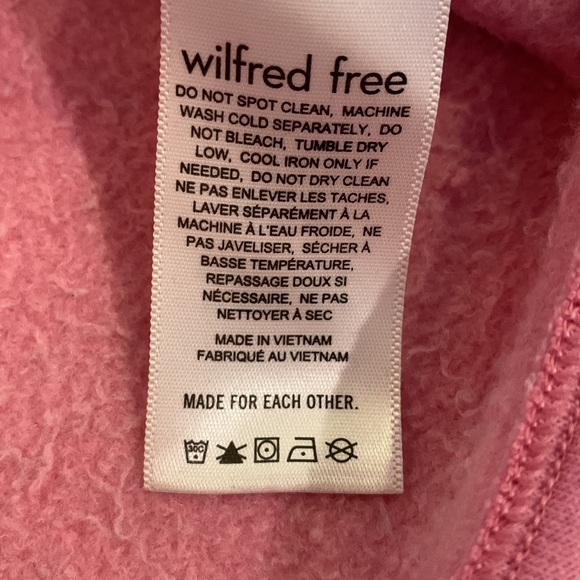 wilfred free
DO NOT SPOT CLEAN, MACHINE
WASH COLD SEPARATELY, DO
NOT BLEACH, TUMBLE DRY
LOW, COOL IRON ONLY IF
NEEDED, DO NOT DRY CLEAN
NE PAS ENLEVER LES TACHES,
LAVER SÉPARÉMENT À LA
MACHINE À L'EAU FROIDE, NE
PAS JAVELISER, SÉCHER À
BASSE TEMPÉRATURE,
REPASSAGE DOUX SI
NÉCESSAIRE, NE PAS
NETTOYER À SEC
MADE IN VIETNAM
FABRIQUÉ AU VIETNAM
MADE FOR EACH OTHER.
30C